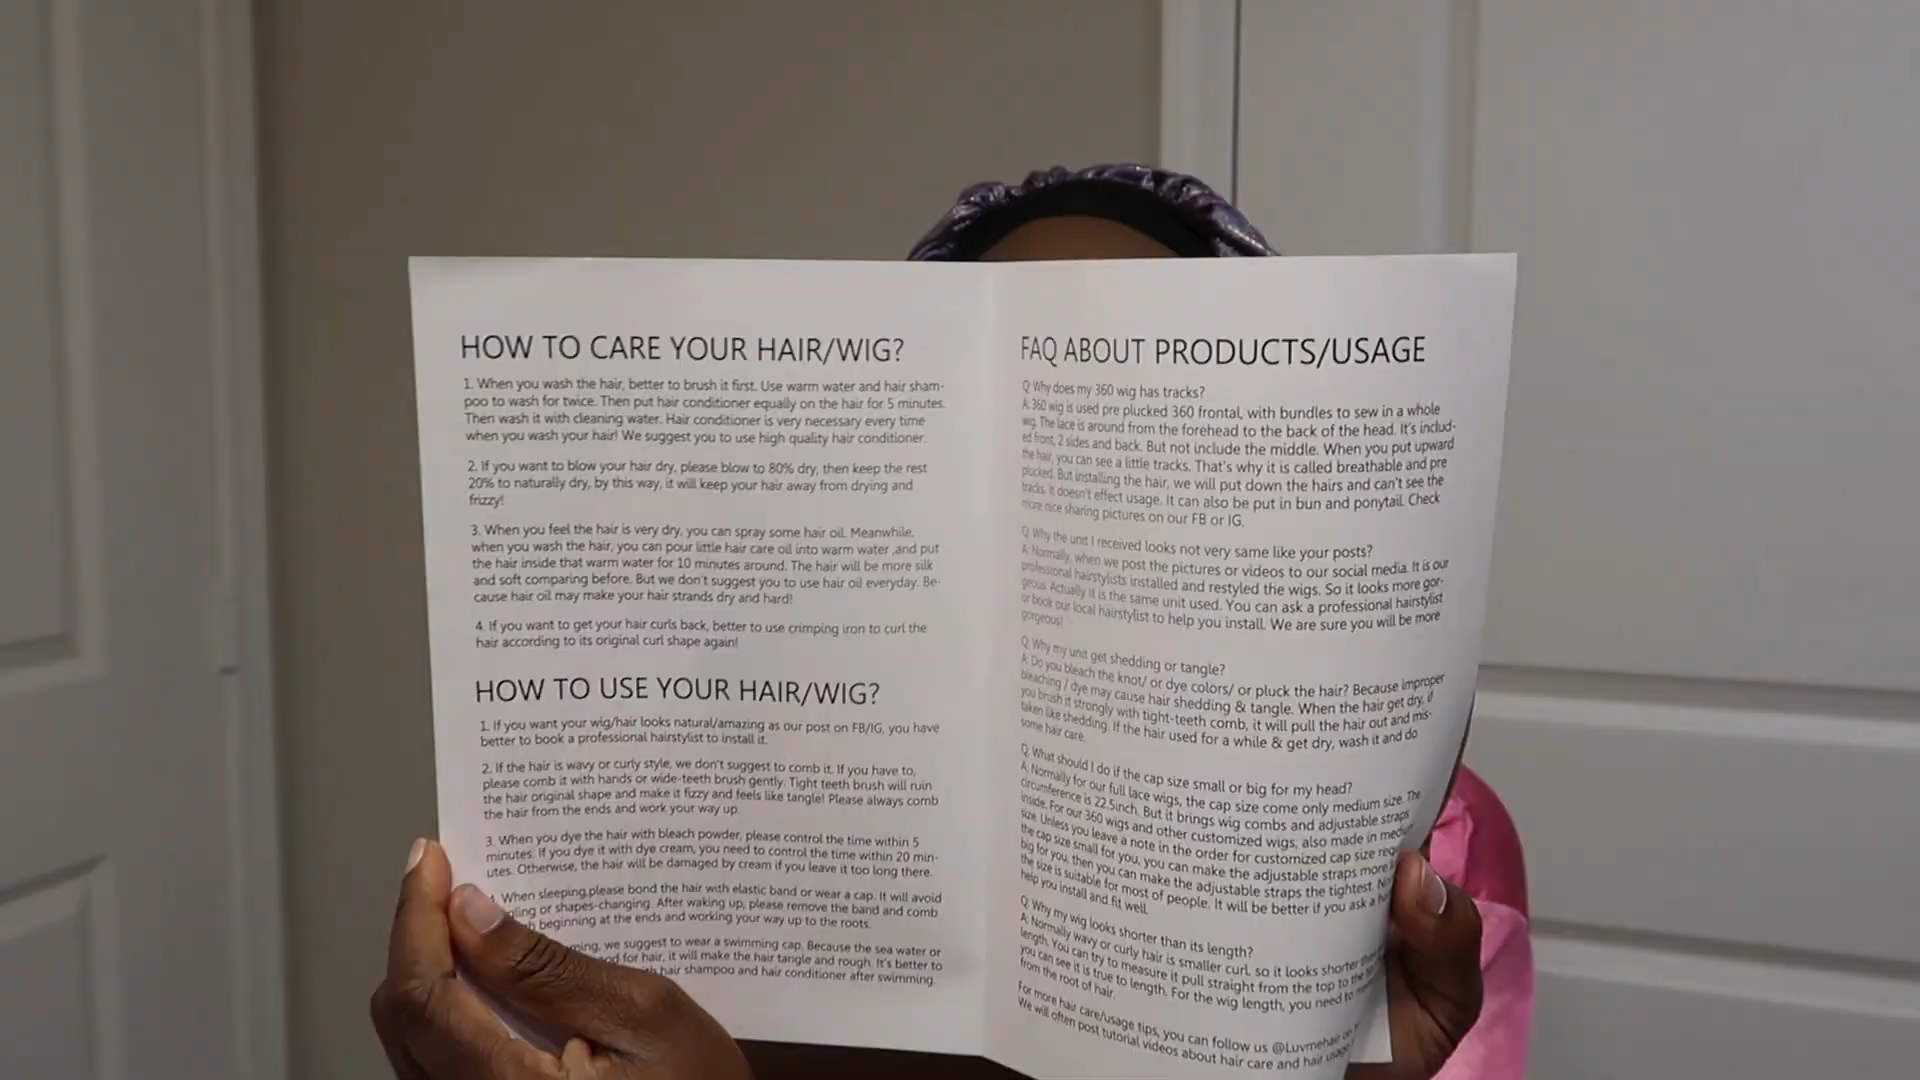 HOW TO CARE YOUR HAIR/WIG?
1. When you wash the hair, better to brush it first. Use warm water and hair sham-
poo to wash for twice. Then put hair conditioner equally on the hair for 5 minutes.
Then wash it with cleaning water. Hair conditioner is very necessary every time
when you wash your hair! We suggest you to use high quality hair conditioner.
2. If you want to blow your hair dry, please blow to 80% dry, then keep the rest
20% to naturally dry, by this way, it will keep your hair away from drying and
frizzy!
3. When you feel the hair is very dry, you can spray some hair oil. Meanwhile,
when you wash the hair, you can pour little hair care oil into warm water ,and put
the hair inside that warm water for 10 minutes around. The hair will be more silk
and soft comparing before. But we don't suggest you to use hair oil everyday. Be-
cause hair oil may make your hair strands dry and hard!
4. If you want to get your hair curls back, better to use crimping iron to curl the
hair according to its original curl shape again!
HOW TO USE YOUR HAIR/WIG?
1. If you want your wig/hair looks natural/amazing as our post on FB/IG, you have
better to book a professional hairstylist to install it.
2. If the hair is wavy or curly style, we don't suggest to comb it. If you have to,
please comb it with hands or wide-teeth brush gently. Tight teeth brush will ruin
the hair original shape and make it fizzy and feels like tangle! Please always comb
the hair from the ends and work your way up.
3. When you dye the hair with bleach powder, please control the time within 5
minutes. If you dye it with dye cream, you need to control the time within 20 min-
utes. Otherwise, the hair will be damaged by cream if you leave it too long there.
When sleeping,please bond the hair with elastic band or wear a cap. It will avoid
or shapes-changing. After waking up, please remove the band and comb
beginning at the ends and working your way up to the roots.
we suggest to wear a swimming cap. Because the sea water or
for hair, it will make the hair tangle and rough. It's better to
hair shampoo and hair conditioner after swimming.
FAQ ABOUT PRODUCTS/USAGE
Q: Why does my 360 wig has tracks?
A: 360 wig is used pre plucked 360 frontal, with bundles to sew in a whole
wig. The lace is around from the forehead to the back of the head. It's includ-
ed front, 2 sides and back. But not include the middle. When you put upward
the hair, you can see a little tracks. That's why it is called breathable and pre
plucked. But installing the hair, we will put down the hairs and can't see the
tracks. It doesn't effect usage. It can also be put in bun and ponytail. Check
more nice sharing pictures on our FB or IG.
Q: Why the unit I received looks not very same like your posts?
A: Normally, when we post the pictures or videos to our social media. It is our
professional hairstylists installed and restyled the wigs. So it looks more gor-
geous. Actually it is the same unit used. You can ask a professional hairstylist
or book our local hairstylist to help you install. We are sure you will be more
gorgeous!
Q: Why my unit get shedding or tangle?
A: Do you bleach the knot/ or dye colors/ or pluck the hair? Because improper
bleaching / dye may cause hair shedding & tangle. When the hair get dry, if
you brush it strongly with tight-teeth comb, it will pull the hair out and mis-
taken like shedding. If the hair used for a while & get dry, wash it and do
some hair care.
Q: What should I do if the cap size small or big for my head?
A: Normally for our full lace wigs, the cap size come only medium size. The
circumference is 22.5inch. But it brings wig combs and adjustable straps
inside. For our 360 wigs and other customized wigs, also made in
size. Unless you leave a note in the order for customized cap size
the cap size small for you, you can make the adjustable straps more
big for you, then you can make the adjustable straps the tightest.
the size is suitable for most of people. It will be better if you ask a
help you install and fit well.
Q: Why my wig looks shorter than its length?
A: Normally wavy or curly hair is smaller curl, so it looks shorter
length. You can try to measure it pull straight from the top to the
you can see it is true to length. For the wig length, you need to
from the root of hair.
For more hair care/usage tips, you can follow us @Luvmehair
We will often post tutorial videos about hair care and hair